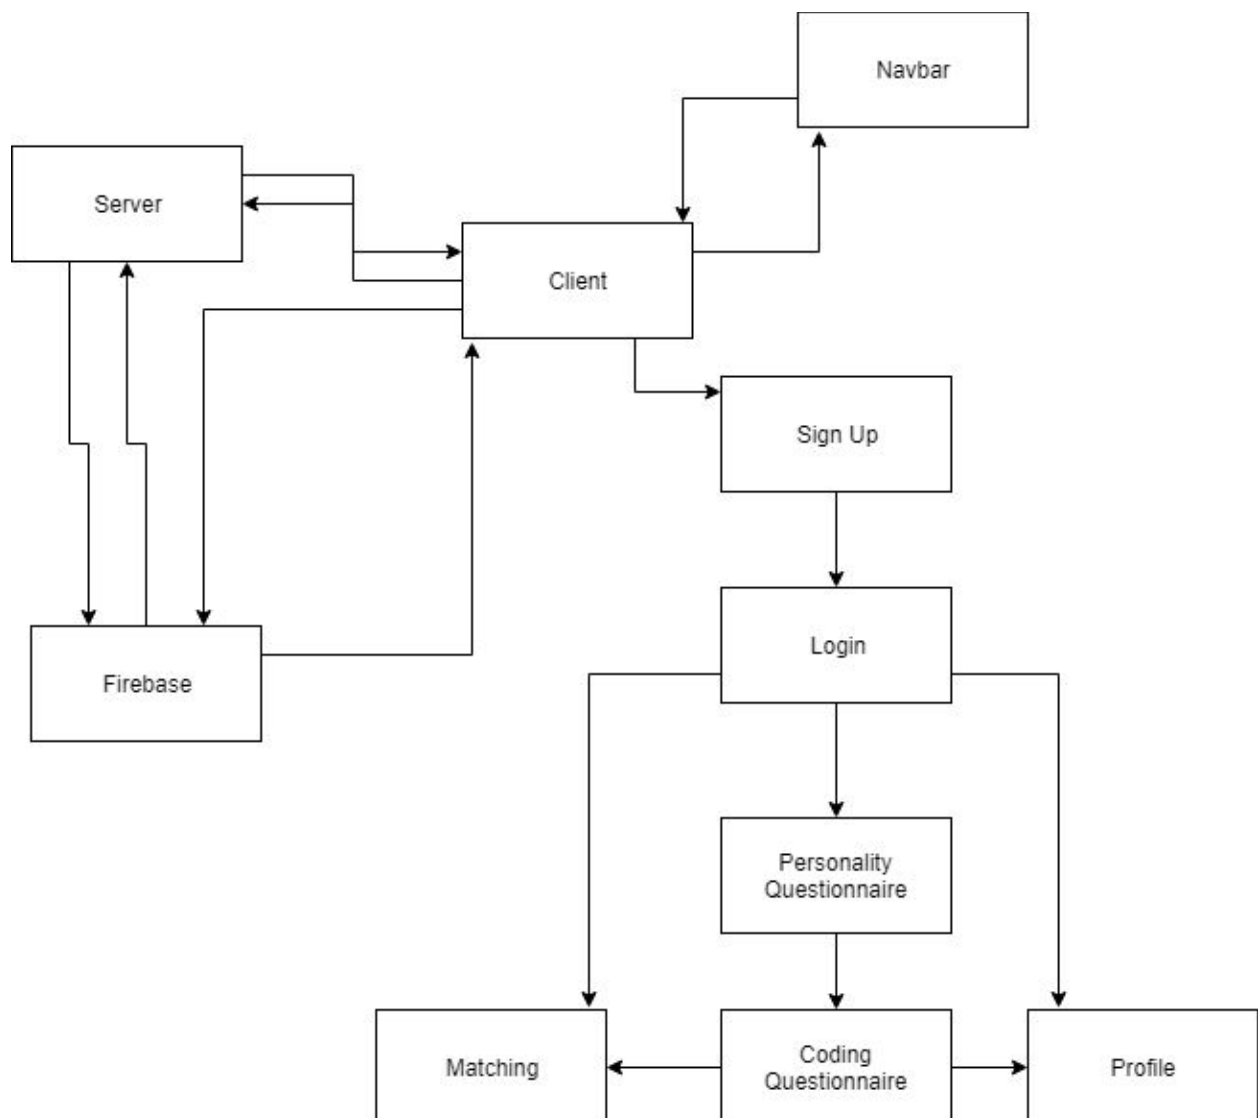 Navbar
Server
Client
Sign Up
Login
Firebase
Personality
Questionnaire
Matching
Coding
Questionnaire
Profile